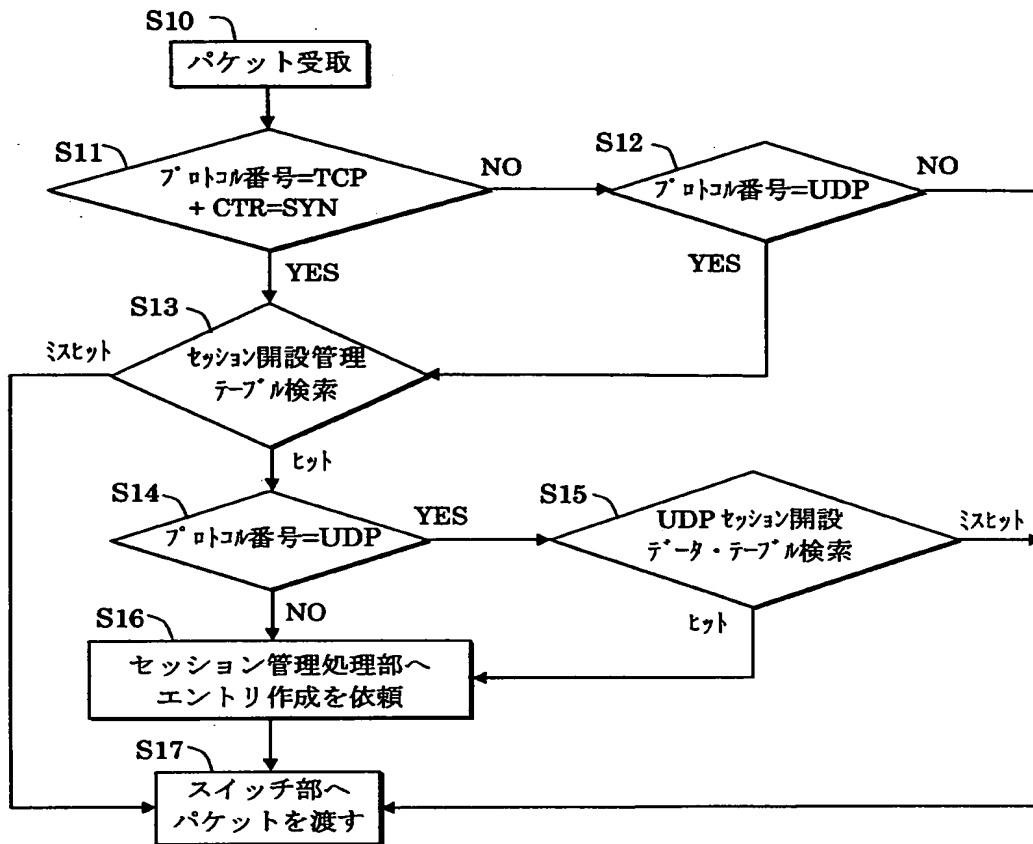 S10
パケット受取
S11
プロトコル番号=TCP
+ CTR=SYN
NO
S12
プロトコル番号=UDP
NO
YES
YES
S13
ミスヒット
セッション開設管理
テーブル検索
ヒット
S14
プロトコル番号=UDP
YES
S15
UDP セッション開設
データ・テーブル検索
ミスヒット
NO
ヒット
S16
セッション管理処理部へ
エントリ作成を依頼
S17
スイッチ部へ
パケットを渡す